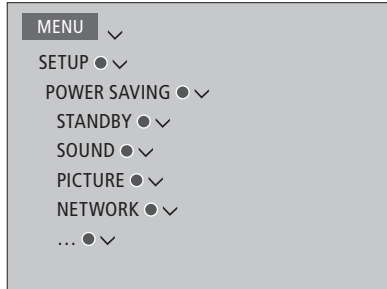 MENU
SETUP
POWER SAVING
STANDBY
SOUND
PICTURE
NETWORK
…